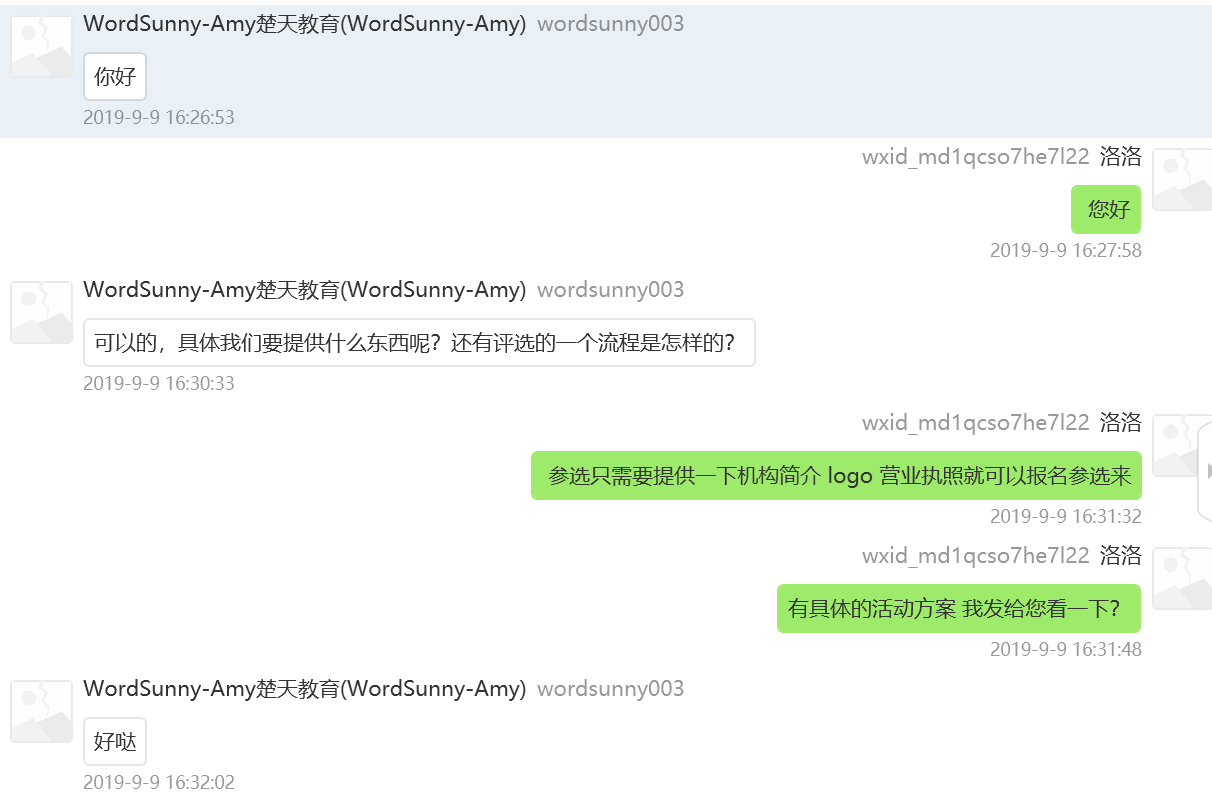 WordSunny-Amy楚天教育(WordSunny-Amy) wordsunny003
你好
2019-9-9 16:26:53
wxid_md1qcso7he7l22 洛洛
您好
2019-9-9 16:27:58
WordSunny-Amy楚天教育(WordSunny-Amy) wordsunny003
可以的，具体我们要提供什么东西呢？还有评选的一个流程是怎样的？
2019-9-9 16:30:33
wxid_md1qcso7he7l22 洛洛
参选只需要提供一下机构简介 logo 营业执照就可以报名参选来
2019-9-9 16:31:32
wxid_md1qcso7he7l22 洛洛
有具体的活动方案 我发给您看一下？
2019-9-9 16:31:48
WordSunny-Amy楚天教育(WordSunny-Amy) wordsunny003
好哒
2019-9-9 16:32:02